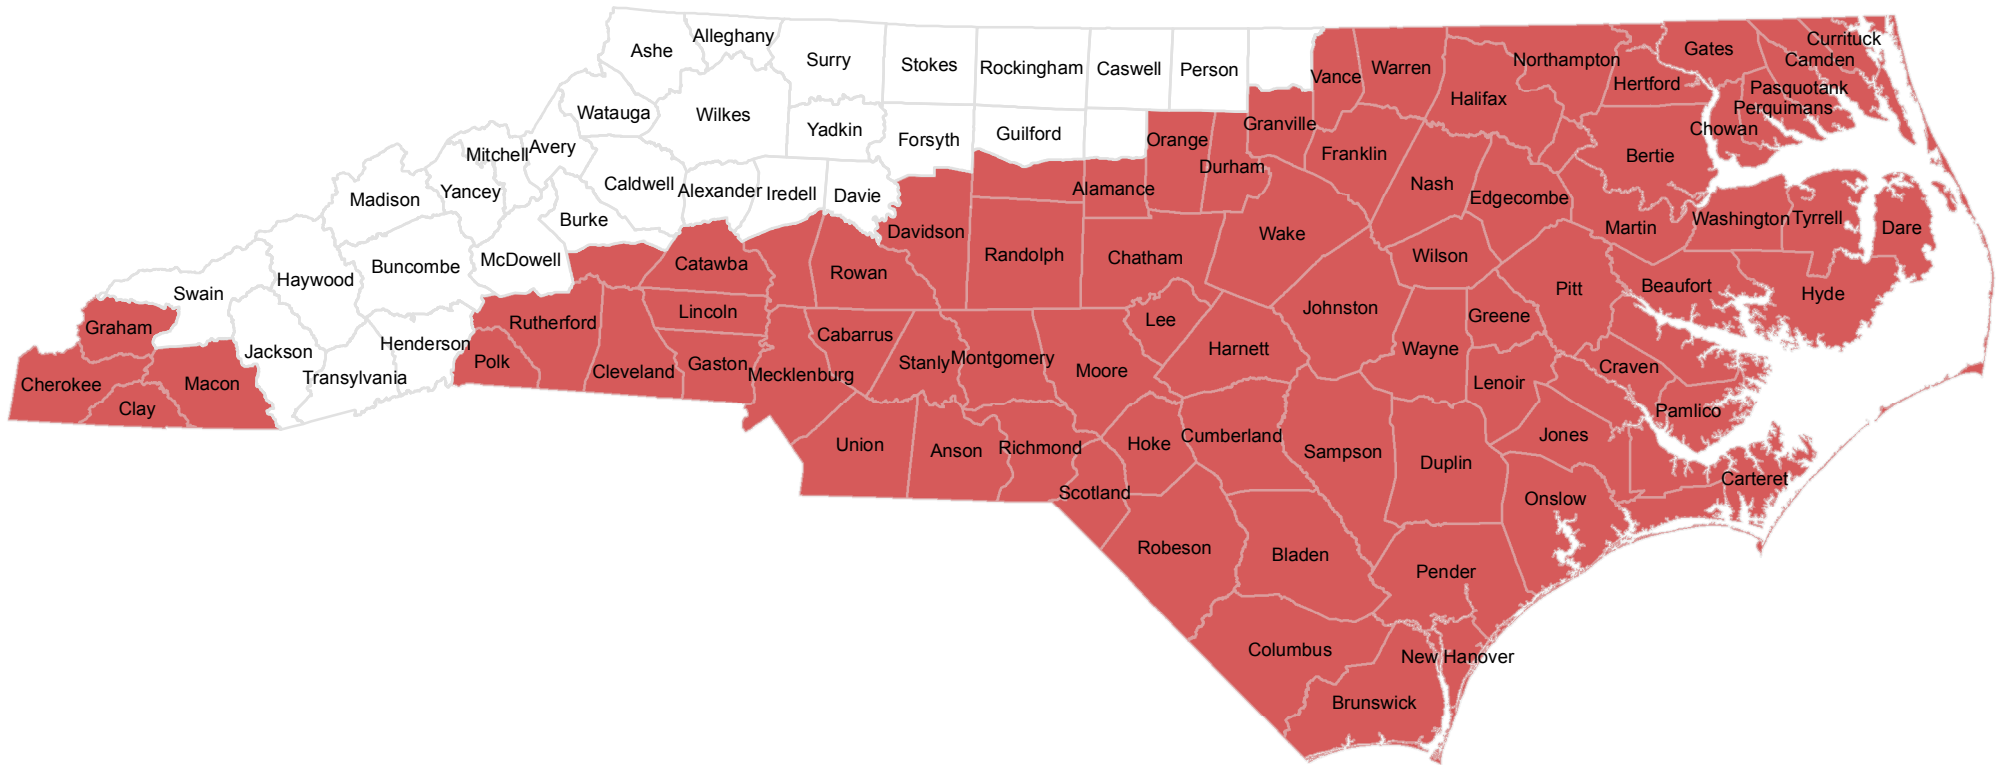 Ashe
Alleghany
Surry
Stokes
Rockingham
Caswell
Person
Vance
Warren
Northampton
Gates
Currituck
Camden
Hertford
Halifax
Pasquotank
Perquimans
Watauga
Wilkes
Yadkin
Forsyth
Guilford
Orange
Granville
Franklin
Chowan
Bertie
Mitchell
Avery
Durham
Nash
Edgecombe
Madison
Yancey
Caldwell
Alexander
Iredell
Davie
Alamance
Burke
Davidson
Wake
Martin
Washington
Tyrrell
Dare
Haywood
Buncombe
McDowell
Catawba
Rowan
Randolph
Chatham
Wilson
Swain
Pitt
Beaufort
Hyde
Graham
Rutherford
Lincoln
Cabarrus
Lee
Johnston
Greene
Jackson
Henderson
Polk
Cleveland
Gaston
Mecklenburg
Stanly
Montgomery
Moore
Harnett
Wayne
Lenoir
Craven
Cherokee
Macon
Transylvania
Clay
Pamlico
Union
Anson
Richmond
Hoke
Cumberland
Sampson
Duplin
Jones
Scotland
Onslow
Carteret
Robeson
Bladen
Pender
Columbus
New Hanover
Brunswick